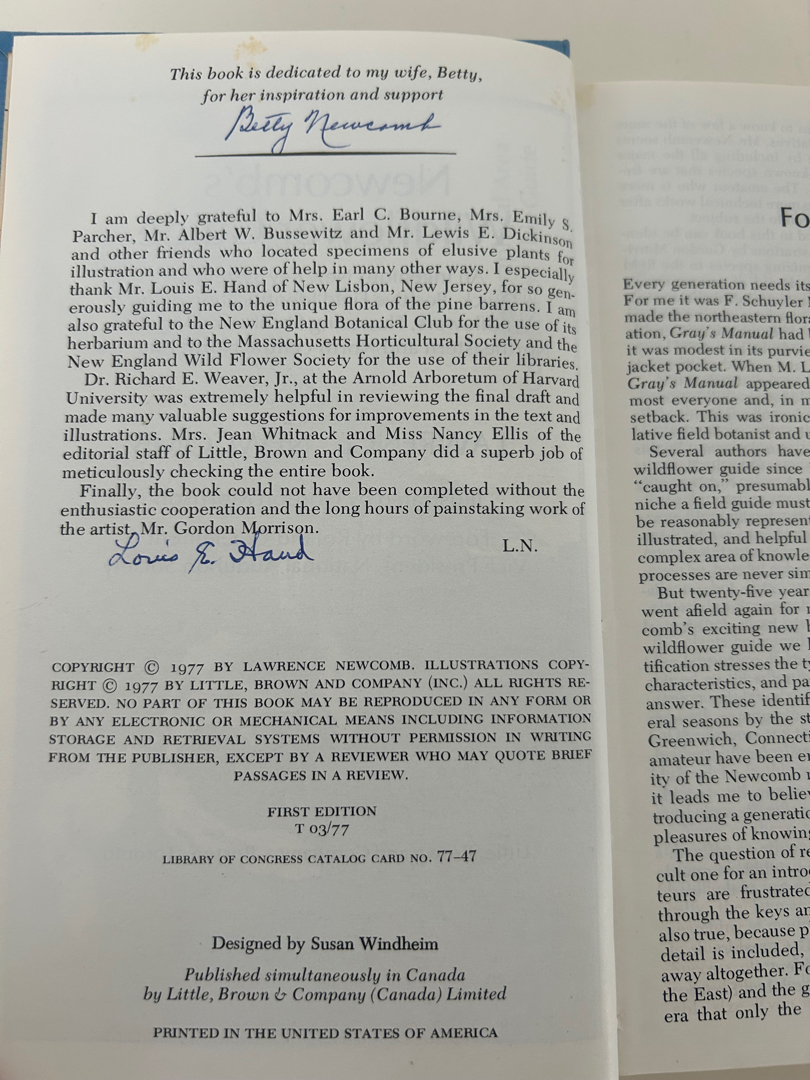 This book is dedicated to my wife, Betty,
for her inspiration and support
Betty Newcomb
I am deeply grateful to Mrs. Earl C. Bourne, Mrs. Emily S.
Parcher, Mr. Albert W. Bussewitz and Mr. Lewis E. Dickinson
and other friends who located specimens of elusive plants for
illustration and who were of help in many other ways. I especially
thank Mr. Louis E. Hand of New Lisbon, New Jersey, for so gen-
erously guiding me to the unique flora of the pine barrens. I am
also grateful to the New England Botanical Club for the use of its
herbarium and to the Massachusetts Horticultural Society and the
New England Wild Flower Society for the use of their libraries.
Dr. Richard E. Weaver, Jr., at the Arnold Arboretum of Harvard
University was extremely helpful in reviewing the final draft and
made many valuable suggestions for improvements in the text and
illustrations. Mrs. Jean Whitnack and Miss Nancy Ellis of the
editorial staff of Little, Brown and Company did a superb job of
meticulously checking the entire book.
Finally, the book could not have been completed without the
enthusiastic cooperation and the long hours of painstaking work of
the artist, Mr. Gordon Morrison.
L.N.
Louis E. Hand
COPYRIGHT © 1977 BY LAWRENCE NEWCOMB. ILLUSTRATIONS COPY-
RIGHT © 1977 BY LITTLE, BROWN AND COMPANY (INC.) ALL RIGHTS RE-
SERVED. NO PART OF THIS BOOK MAY BE REPRODUCED IN ANY FORM OR
BY ANY ELECTRONIC OR MECHANICAL MEANS INCLUDING INFORMATION
STORAGE AND RETRIEVAL SYSTEMS WITHOUT PERMISSION IN WRITING
FROM THE PUBLISHER, EXCEPT BY A REVIEWER WHO MAY QUOTE BRIEF
PASSAGES IN A REVIEW.
FIRST EDITION
T 03/77
LIBRARY OF CONGRESS CATALOG CARD NO. 77-47
Designed by Susan Windheim
Published simultaneously in Canada
by Little, Brown & Company (Canada) Limited
PRINTED IN THE UNITED STATES OF AMERICA
Fo
Every generation needs its
For me it was F. Schuyler
made the northeastern flor
ation, Gray's Manual had
it was modest in its purvie
jacket pocket. When M. L
Gray's Manual appeared
most everyone and, in m
setback. This was ironic
lative field botanist and
Several authors have
wildflower guide since
"caught on," presumabl
niche a field guide must
be reasonably represen
illustrated, and helpful
complex area of knowle
processes are never sim
But twenty-five year
went afield again for
comb's exciting new
wildflower guide we
tification stresses the t
characteristics, and pa
answer. These identif
eral seasons by the st
Greenwich, Connecti
amateur have been e
ity of the Newcomb
it leads me to believ
troducing a generatio
pleasures of knowing
The question of re
cult one for an intro
teurs are frustrated
through the keys an
also true, because p
detail is included,
away altogether. Fo
the East) and the g
era that only the